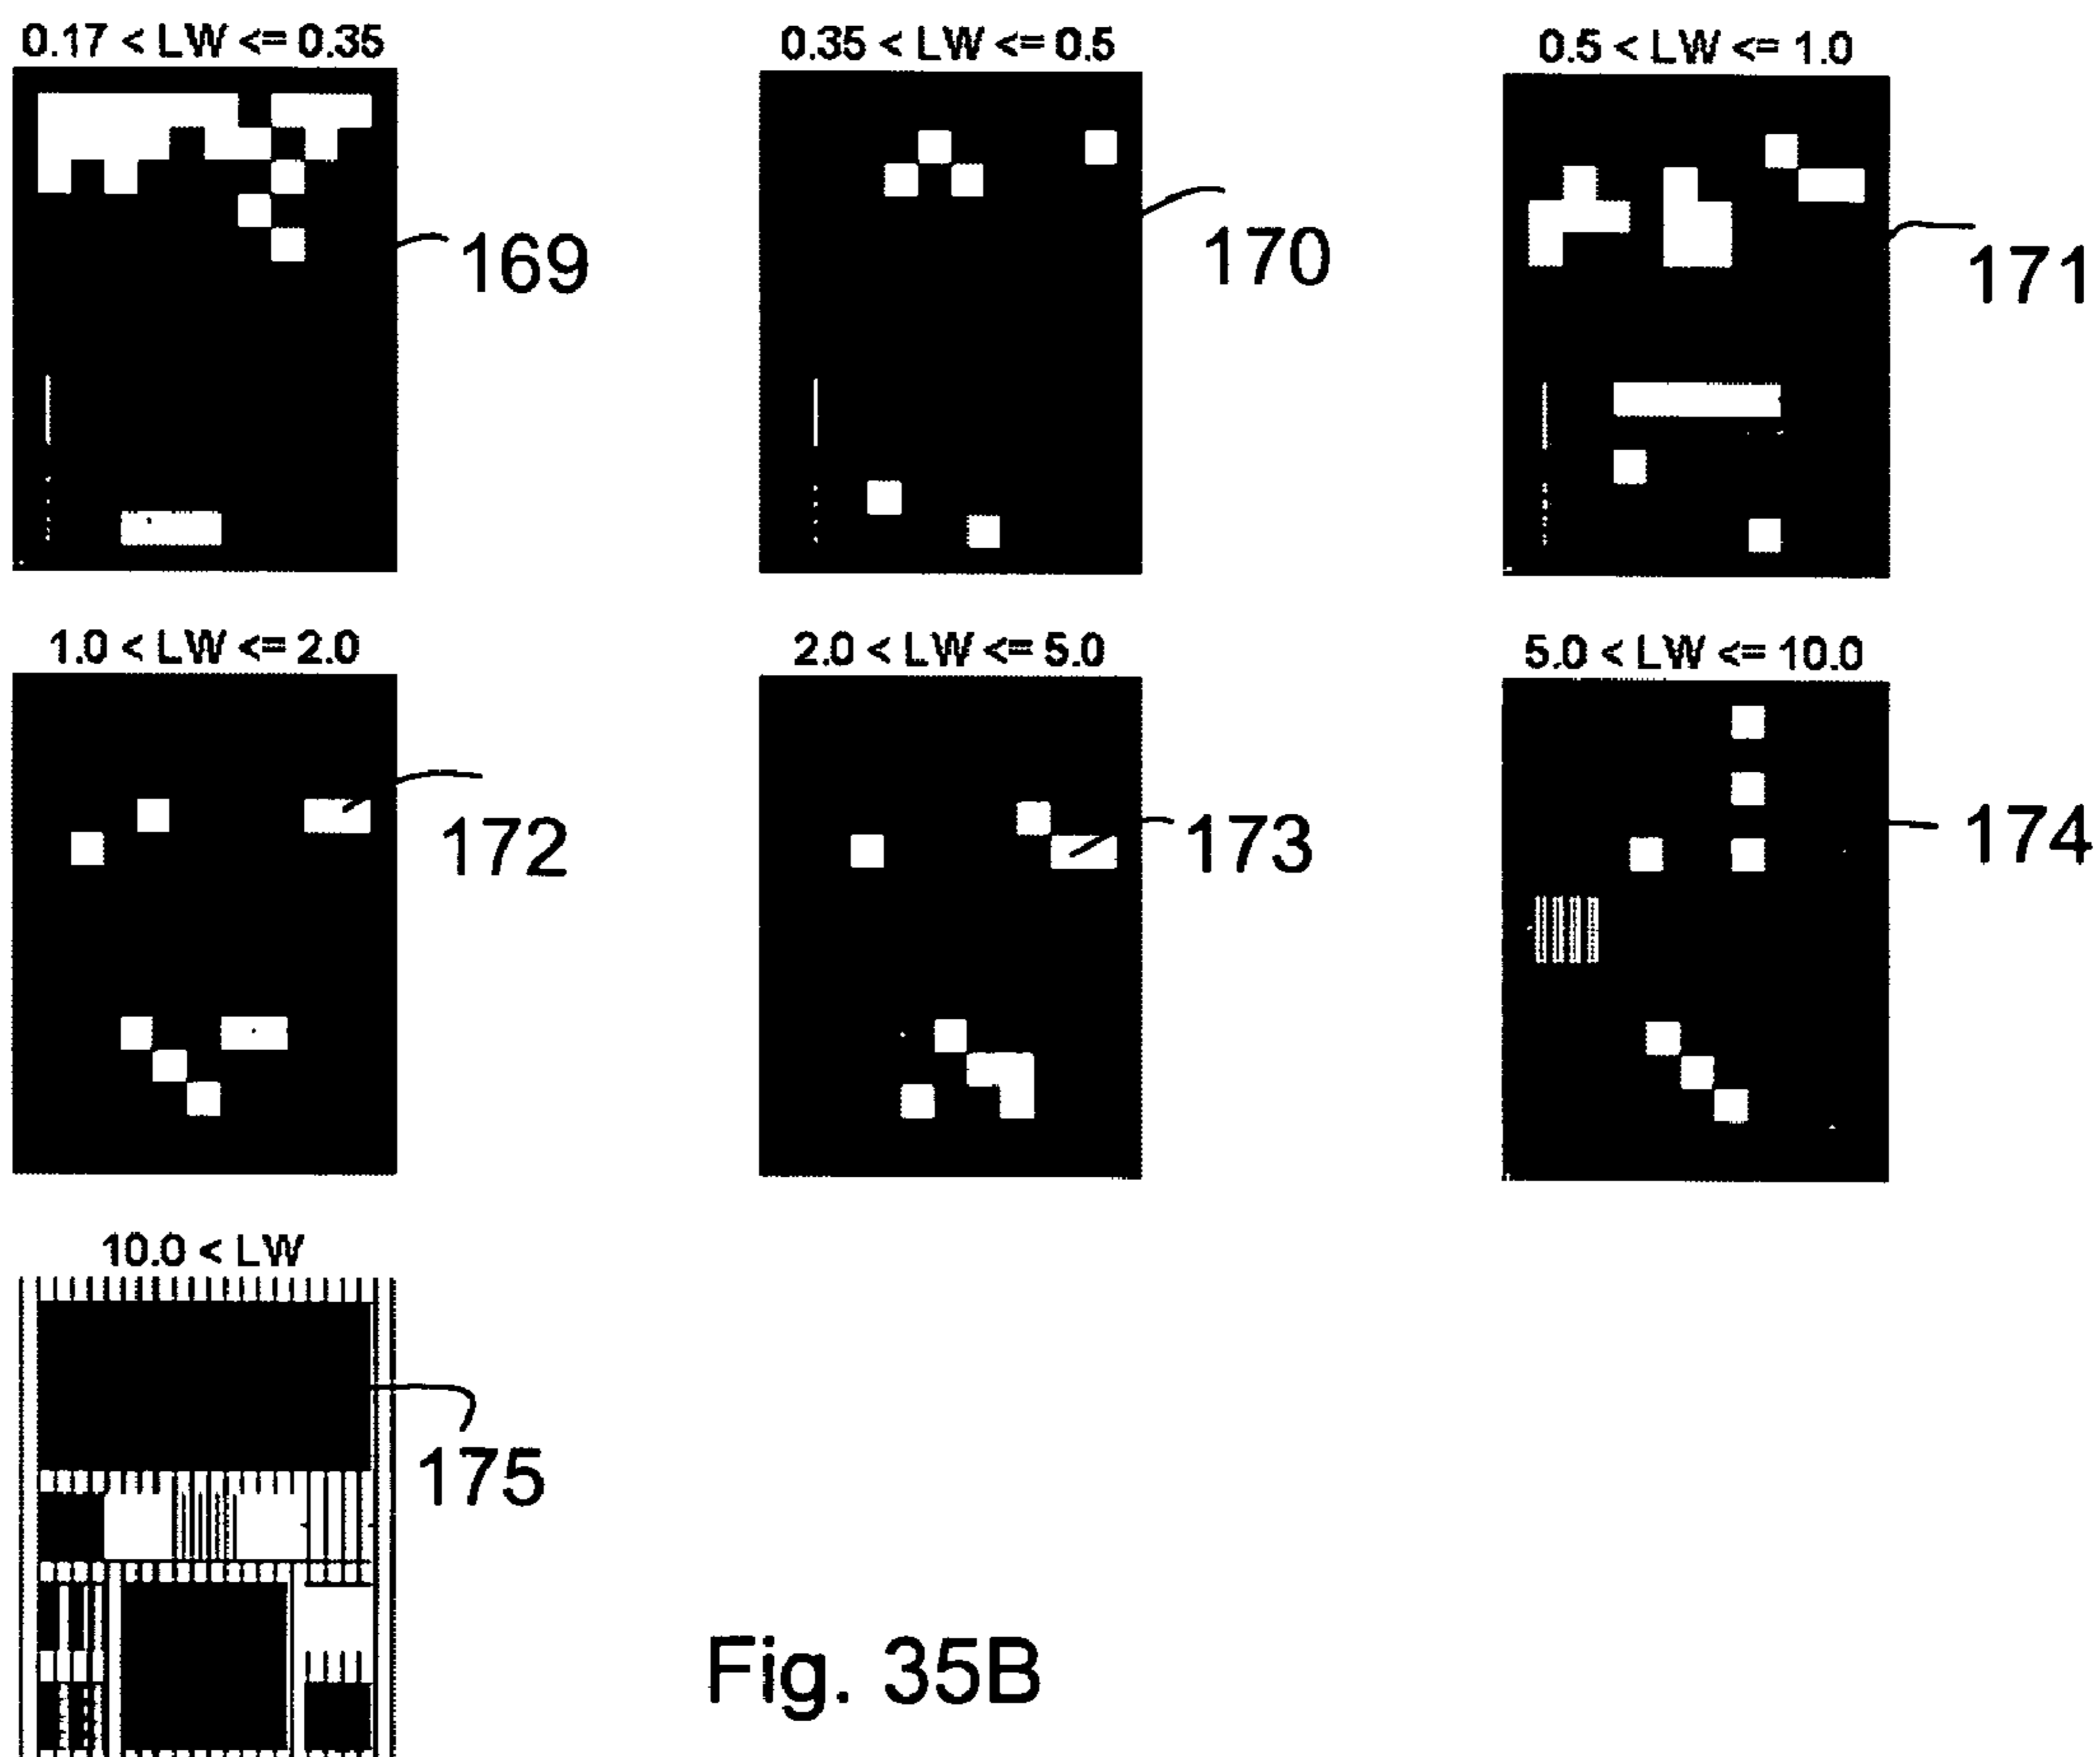 0.17 < LW <= 0.35
0.35 < LW <= 0.5
0.5 < LW <= 1.0
169
170
171
1.0 < LW <= 2.0
2.0 < LW <= 5.0
5.0 < LW <= 10.0
172
173
174
10.0 < LW
175
Fig. 35B